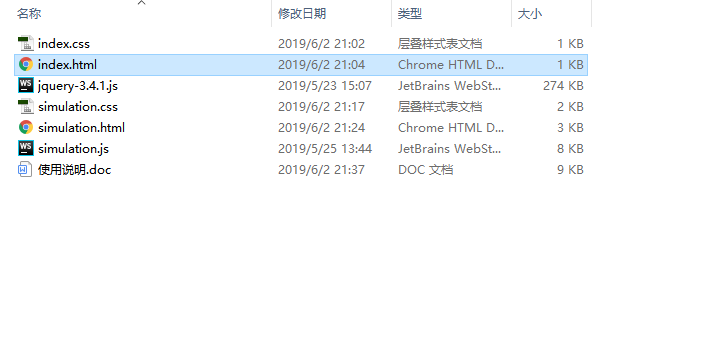 名称 修改日期 类型 大小
index.css 2019/6/2 21:02 层叠样式表文档 1 KB
index.html 2019/6/2 21:04 Chrome HTML D... 1 KB
jquery-3.4.1.js 2019/5/23 15:07 JetBrains WebSt... 274 KB
simulation.css 2019/6/2 21:17 层叠样式表文档 2 KB
simulation.html 2019/6/2 21:24 Chrome HTML D... 3 KB
simulation.js 2019/5/25 13:44 JetBrains WebSt... 8 KB
使用说明.doc 2019/6/2 21:37 DOC 文档 9 KB